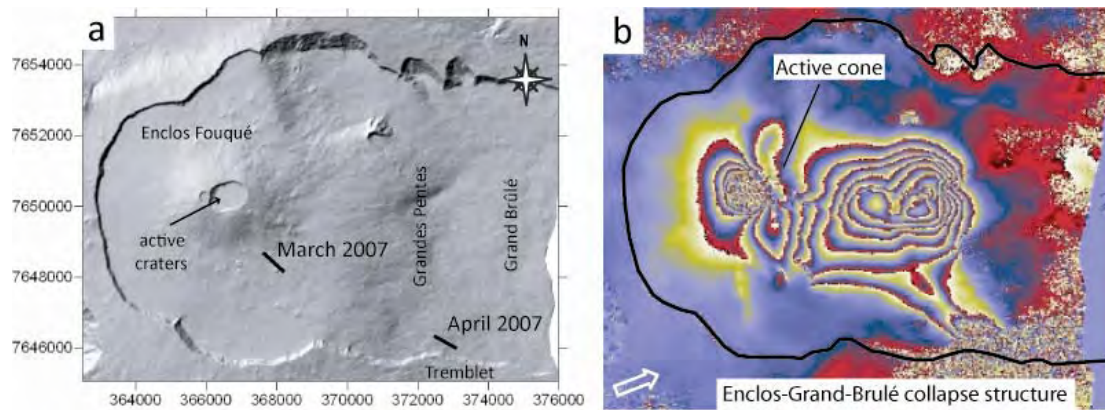 a
N
7654000
7652000
7650000
7648000
7646000
Enclos Fouqué
active
craters
March 2007
Grandes Pentes
Grand Brûlé
April 2007
Tremblet
364000 366000 368000 370000 372000 374000 376000
b
Active cone
Enclos-Grand-Brulé collapse structure